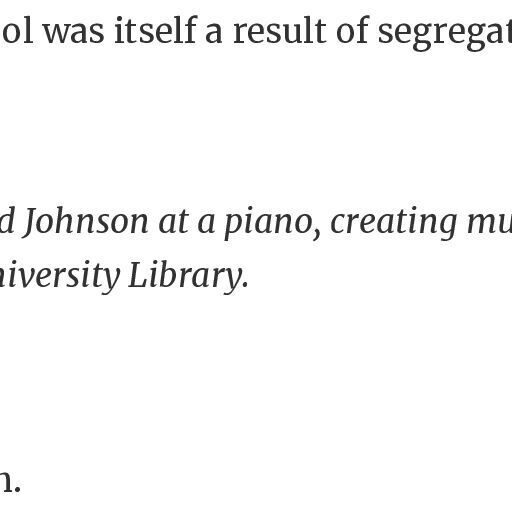 ol was itself a result of segregat
d Johnson at a piano, creating mu
niversity Library.
n.